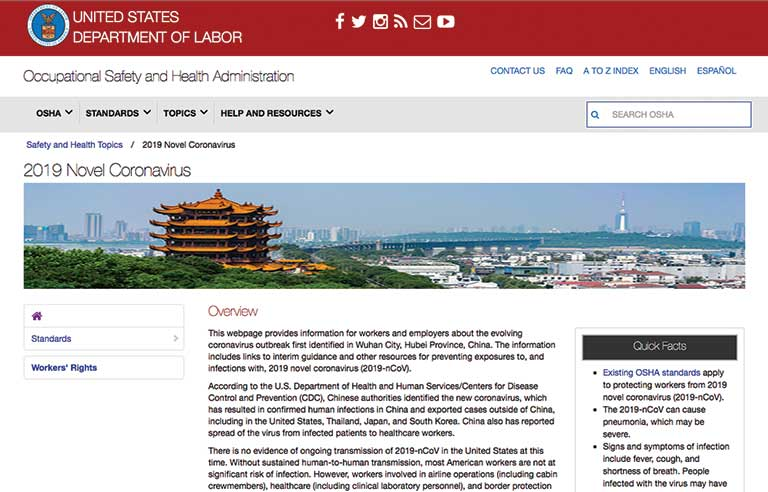 UNITED STATES
DEPARTMENT OF LABOR
Occupational Safety and Health Administration
CONTACT US FAQ A TO Z INDEX ENGLISH ESPAÑOL
OSHA STANDARDS TOPICS HELP AND RESOURCES
SEARCH OSHA
Safety and Health Topics / 2019 Novel Coronavirus
2019 Novel Coronavirus
Standards
Workers' Rights
Overview
This webpage provides information for workers and employers about the evolving
coronavirus outbreak first identified in Wuhan City, Hubei Province, China. The information
includes links to interim guidance and other resources for preventing exposures to, and
infections with, 2019 novel coronavirus (2019-nCoV).
According to the U.S. Department of Health and Human Services/Centers for Disease
Control and Prevention (CDC), Chinese authorities identified the new coronavirus, which
has resulted in confirmed human infections in China and exported cases outside of China,
including in the United States, Thailand, Japan, and South Korea. China also has reported
spread of the virus from infected patients to healthcare workers.
There is no evidence of ongoing transmission of 2019-nCoV in the United States at this
time. Without sustained human-to-human transmission, most American workers are not at
significant risk of infection. However, workers involved in airline operations (including cabin
crewmembers), healthcare (including clinical laboratory personnel), and border protection
Quick Facts
• Existing OSHA standards apply
to protecting workers from 2019
novel coronavirus (2019-nCoV).
• The 2019-nCoV can cause
pneumonia, which may be
severe.
• Signs and symptoms of infection
include fever, cough, and
shortness of breath. People
infected with the virus may have